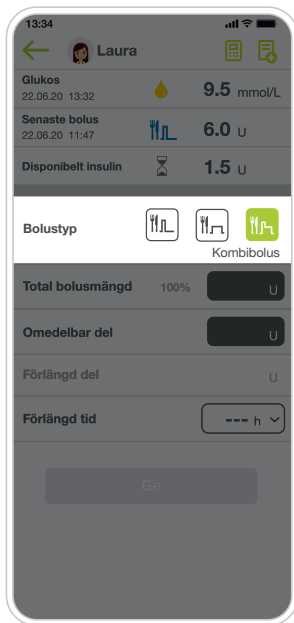 13:34
Laura
Glukos
22.06.20 13:32
9.5 mmol/L
Senaste bolus
22.06.20 11:47
6.0 U
Disponibelt insulin
1.5 U
Bolustyp
Kombibolus
Total bolusmängd 100% U
Omedelbar del U
Förlängd del U
Förlängd tid --- h
Ge